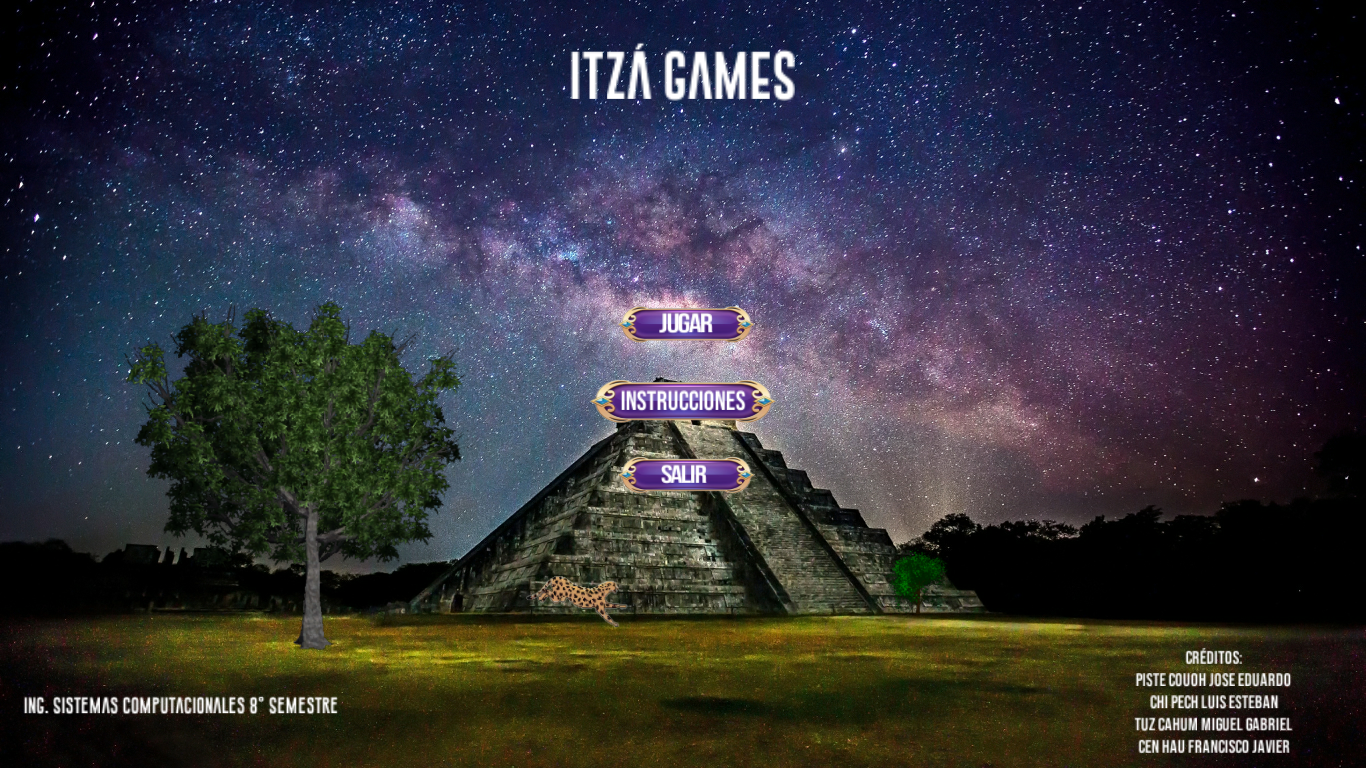 ITZÁ GAMES
JUGAR
INSTRUCCIONES
SALIR
ING. SISTEMAS COMPUTACIONALES 8° SEMESTRE
CRÉDITOS:
PISTE COUOH JOSE EDUARDO
CHI PECH LUIS ESTEBAN
TUZ CAHUM MIGUEL GABRIEL
CEN HAU FRANCISCO JAVIER